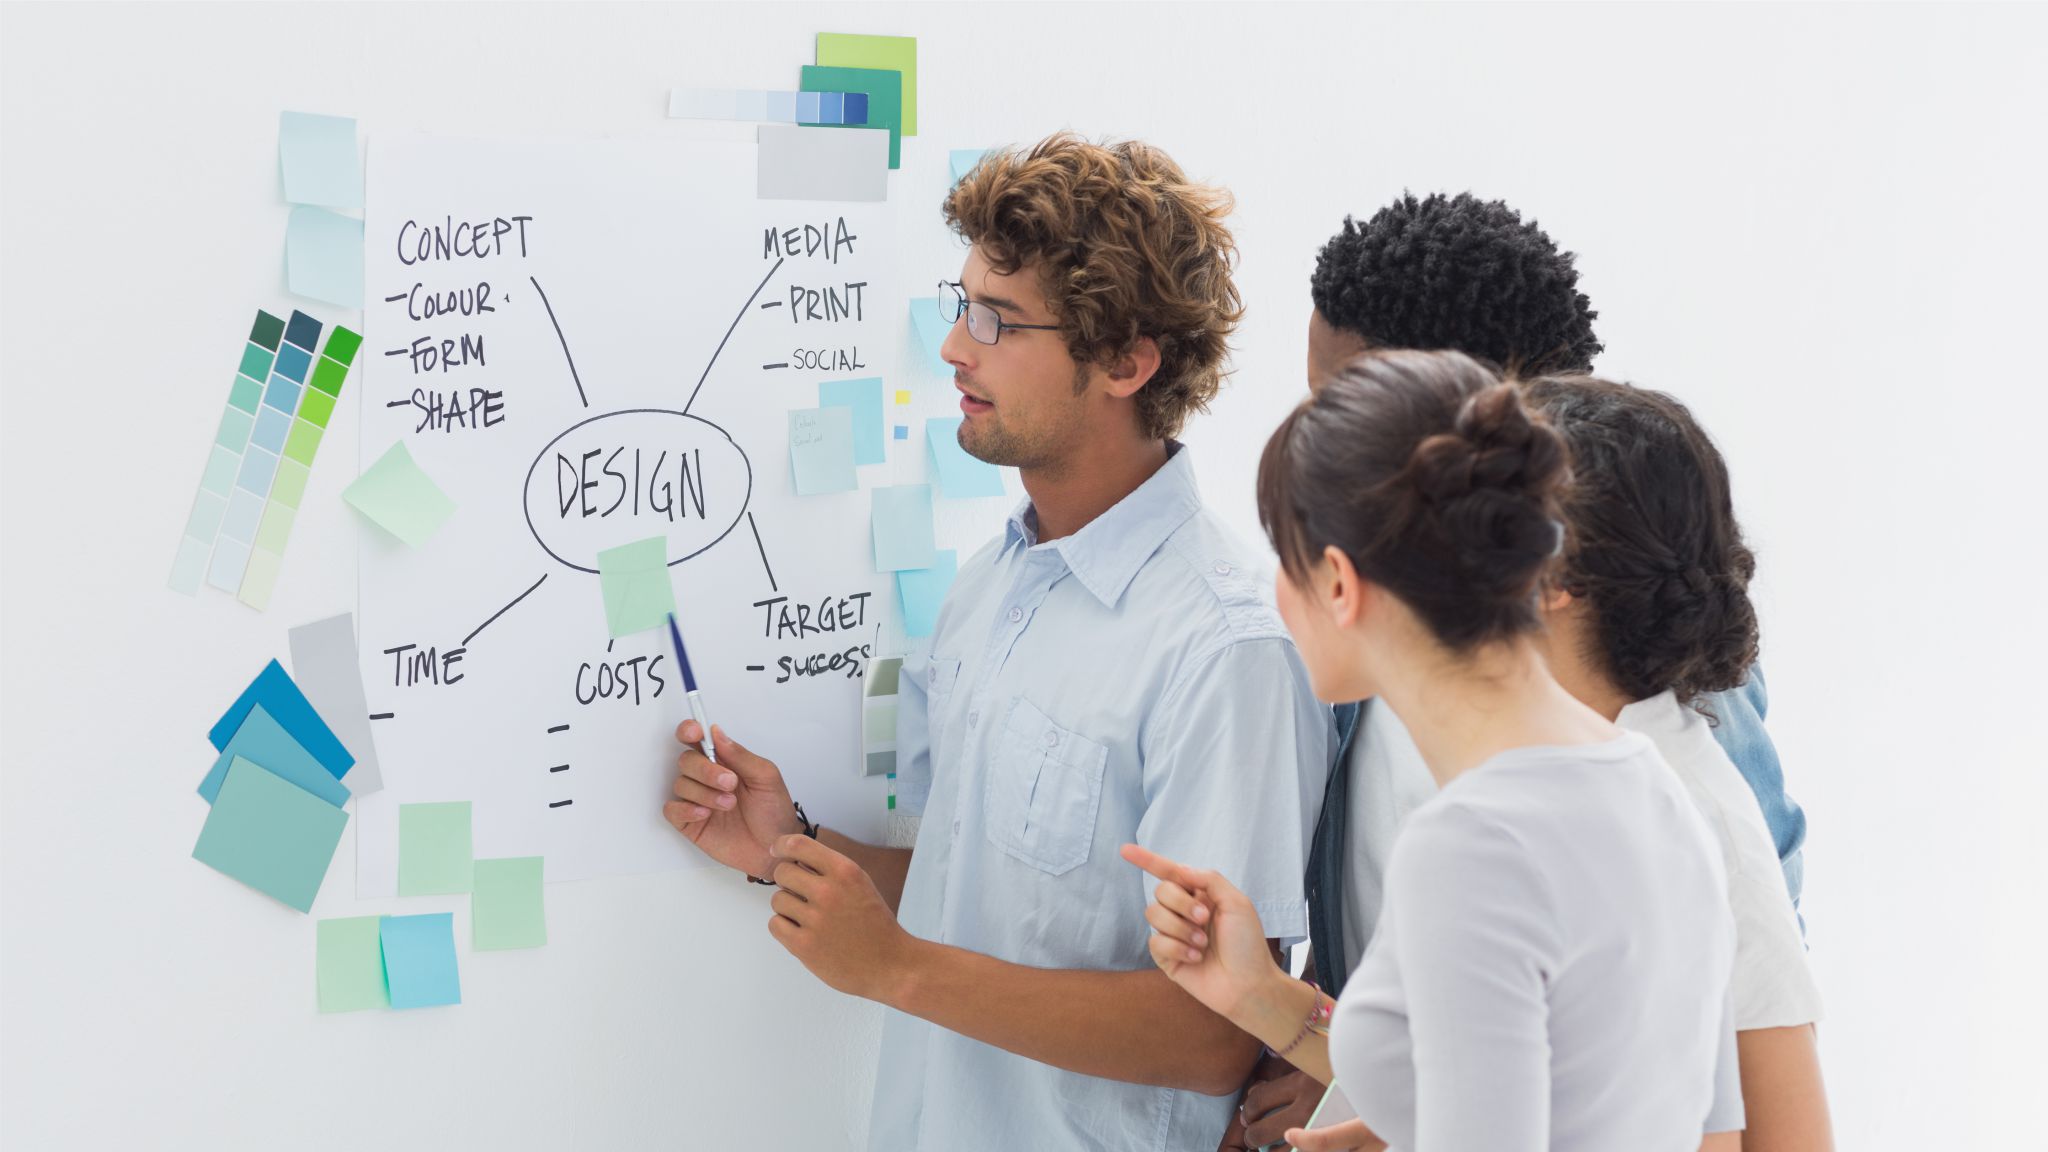 CONCEPT
-COLOUR.
-FORM
-SHAPE
MEDIA
-PRINT
-SOCIAL
DESIGN
TIME
-
COSTS
-
-
-
TARGET
-SUCCESS